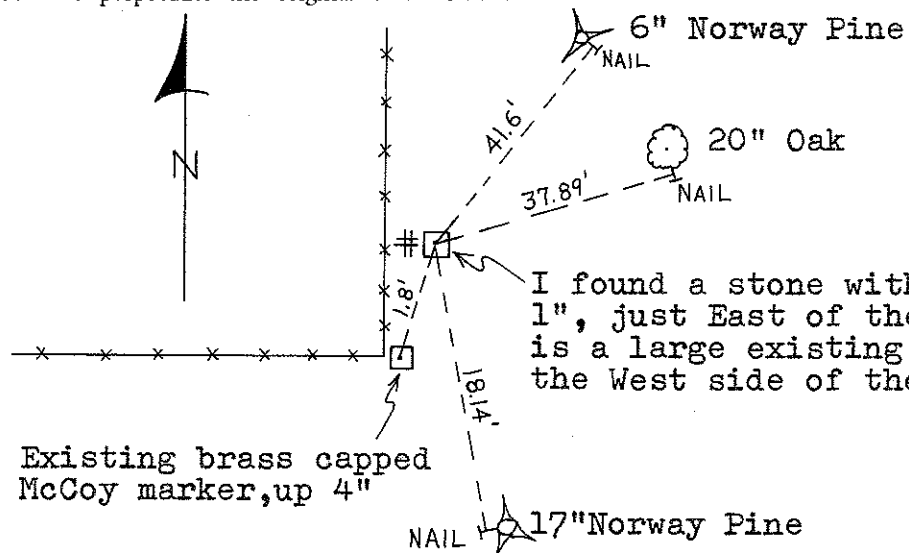 6" Norway Pine
NAIL
41.6'
20" Oak
37.89'
NAIL
N
I found a stone with
1", just East of the
is a large existing
the West side of the
1.8'
18.14'
Existing brass capped
McCoy marker, up 4"
NAIL
17" Norway Pine